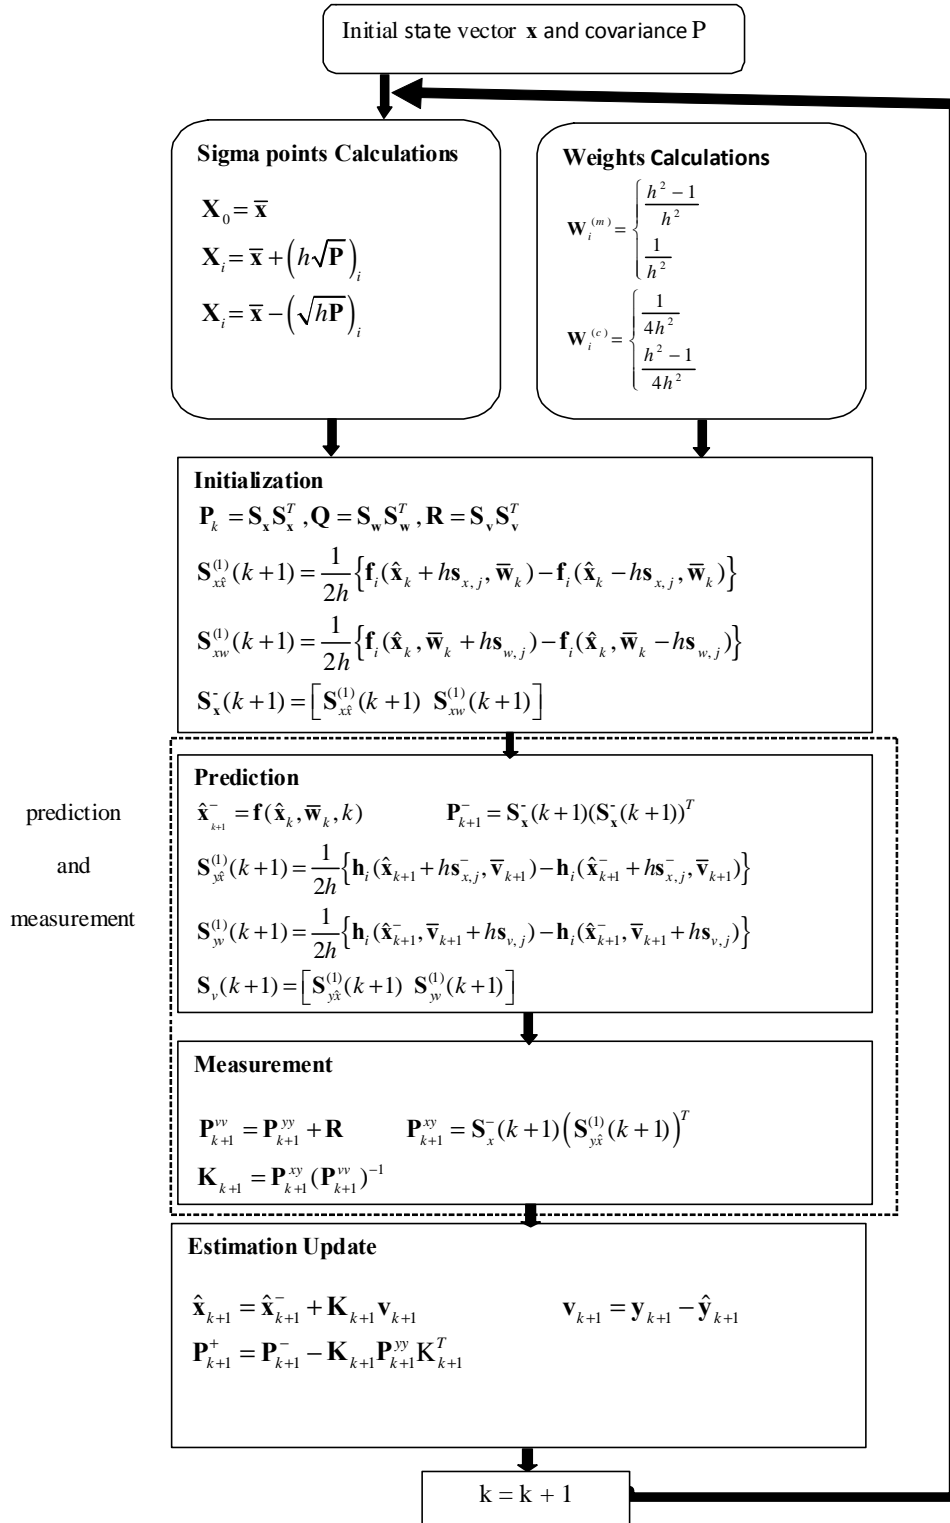 Initial state vector x and covariance P
Sigma points Calculations
X_0 = x̄
X_i = x̄ + (h√P)_i
X_i = x̄ − (√hP)_i
Weights Calculations
W_i^(m) = { (h^2 − 1)/h^2
1/h^2
W_i^(c) = { 1/(4h^2)
(h^2 − 1)/(4h^2)
Initialization
P_k = S_x S_x^T , Q = S_w S_w^T , R = S_v S_v^T
S_xx̂^(1)(k+1) = 1/(2h) {f_i(x̂_k + hs_x,j, w̄_k) − f_i(x̂_k − hs_x,j, w̄_k)}
S_xw^(1)(k+1) = 1/(2h) {f_i(x̂_k, w̄_k + hs_w,j) − f_i(x̂_k, w̄_k − hs_w,j)}
S_x^-(k+1) = [S_xx̂^(1)(k+1) S_xw^(1)(k+1)]
prediction
and
measurement
Prediction
x̂_k+1^− = f(x̂_k, w̄_k, k) P_k+1^− = S_x^-(k+1)(S_x^-(k+1))^T
S_yx̂^(1)(k+1) = 1/(2h) {h_i(x̂_k+1^− + hs_x,j^−, v̄_k+1) − h_i(x̂_k+1^− + hs_x,j^−, v̄_k+1)}
S_yv^(1)(k+1) = 1/(2h) {h_i(x̂_k+1^−, v̄_k+1 + hs_v,j) − h_i(x̂_k+1^−, v̄_k+1 + hs_v,j)}
S_v(k+1) = [S_yx̂^(1)(k+1) S_yv^(1)(k+1)]
Measurement
P_k+1^vv = P_k+1^yy + R P_k+1^xy = S_x^−(k+1)(S_yx̂^(1)(k+1))^T
K_k+1 = P_k+1^xy (P_k+1^vv)^−1
Estimation Update
x̂_k+1 = x̂_k+1^− + K_k+1 v_k+1 v_k+1 = y_k+1 − ŷ_k+1
P_k+1^+ = P_k+1^− − K_k+1 P_k+1^yy K_k+1^T
k = k + 1